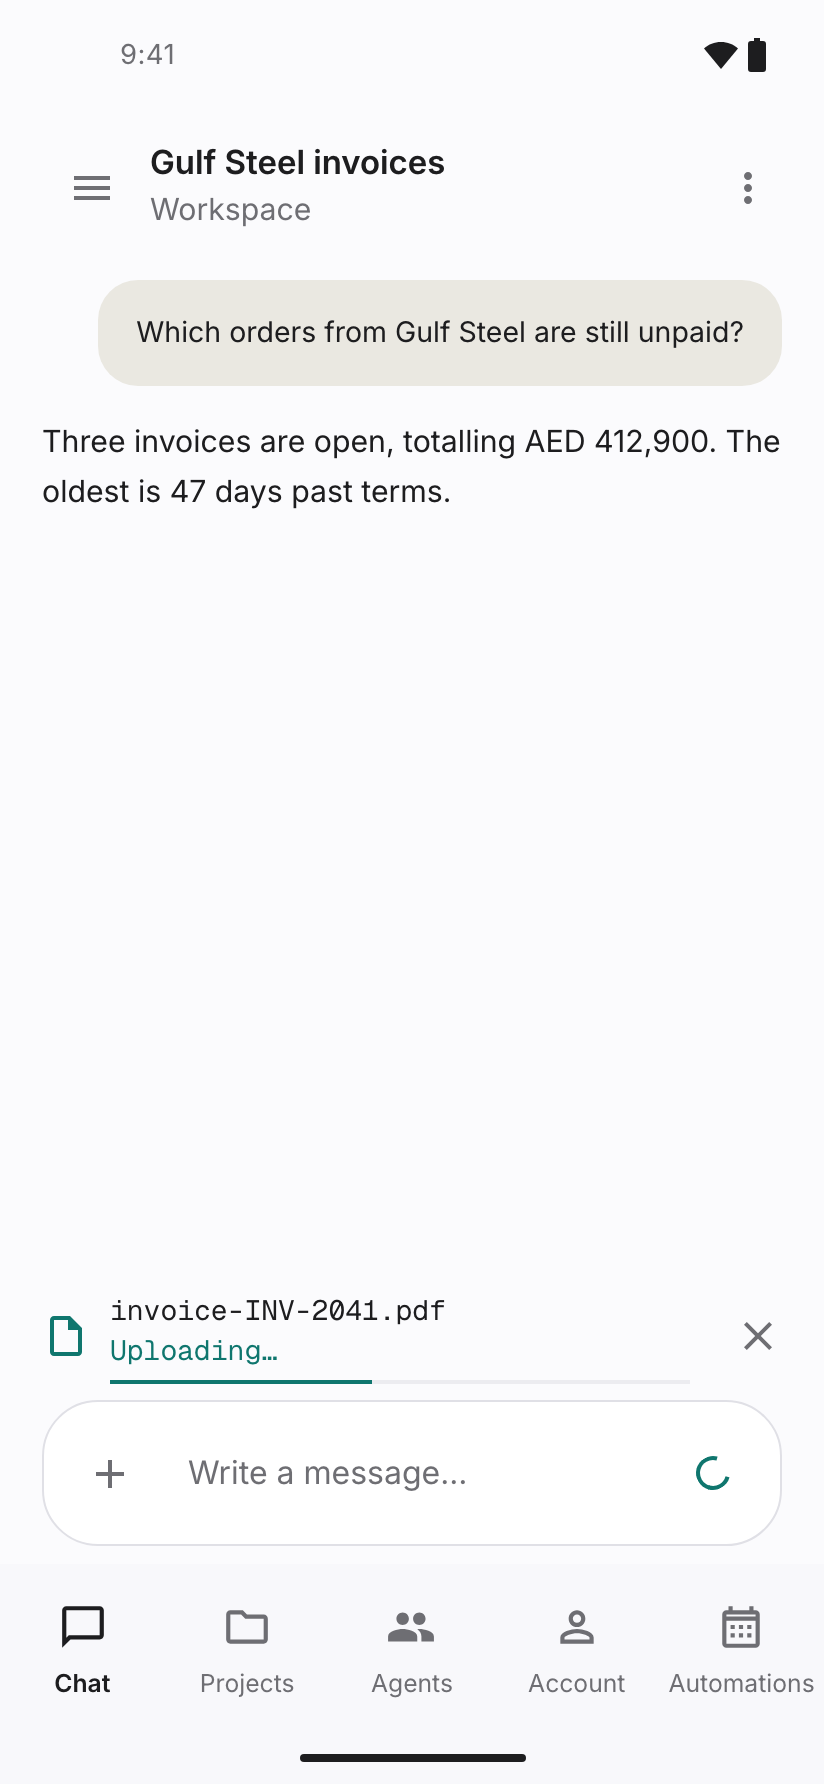 9:41
Gulf Steel invoices
Workspace
Which orders from Gulf Steel are still unpaid?
Three invoices are open, totalling AED 412,900. The
oldest is 47 days past terms.
invoice-INV-2041.pdf
Uploading…
Write a message...
Chat
Projects
Agents
Account
Automations